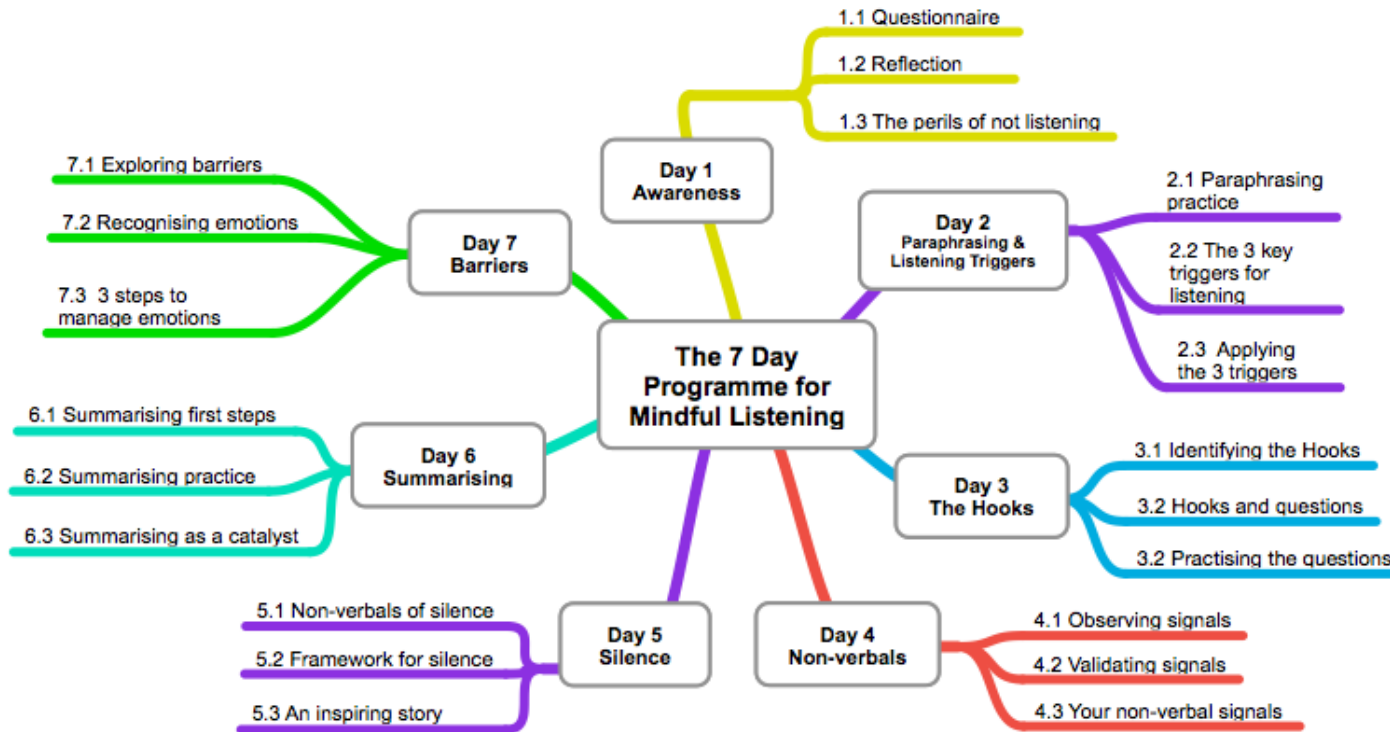 The 7 Day
Programme for
Mindful Listening
Day 1
Awareness
1.1 Questionnaire
1.2 Reflection
1.3 The perils of not listening
Day 2
Paraphrasing &
Listening Triggers
2.1 Paraphrasing
practice
2.2 The 3 key
triggers for
listening
2.3 Applying
the 3 triggers
Day 3
The Hooks
3.1 Identifying the Hooks
3.2 Hooks and questions
3.2 Practising the questions
Day 4
Non-verbals
4.1 Observing signals
4.2 Validating signals
4.3 Your non-verbal signals
Day 5
Silence
5.1 Non-verbals of silence
5.2 Framework for silence
5.3 An inspiring story
Day 6
Summarising
6.1 Summarising first steps
6.2 Summarising practice
6.3 Summarising as a catalyst
Day 7
Barriers
7.1 Exploring barriers
7.2 Recognising emotions
7.3 3 steps to
manage emotions